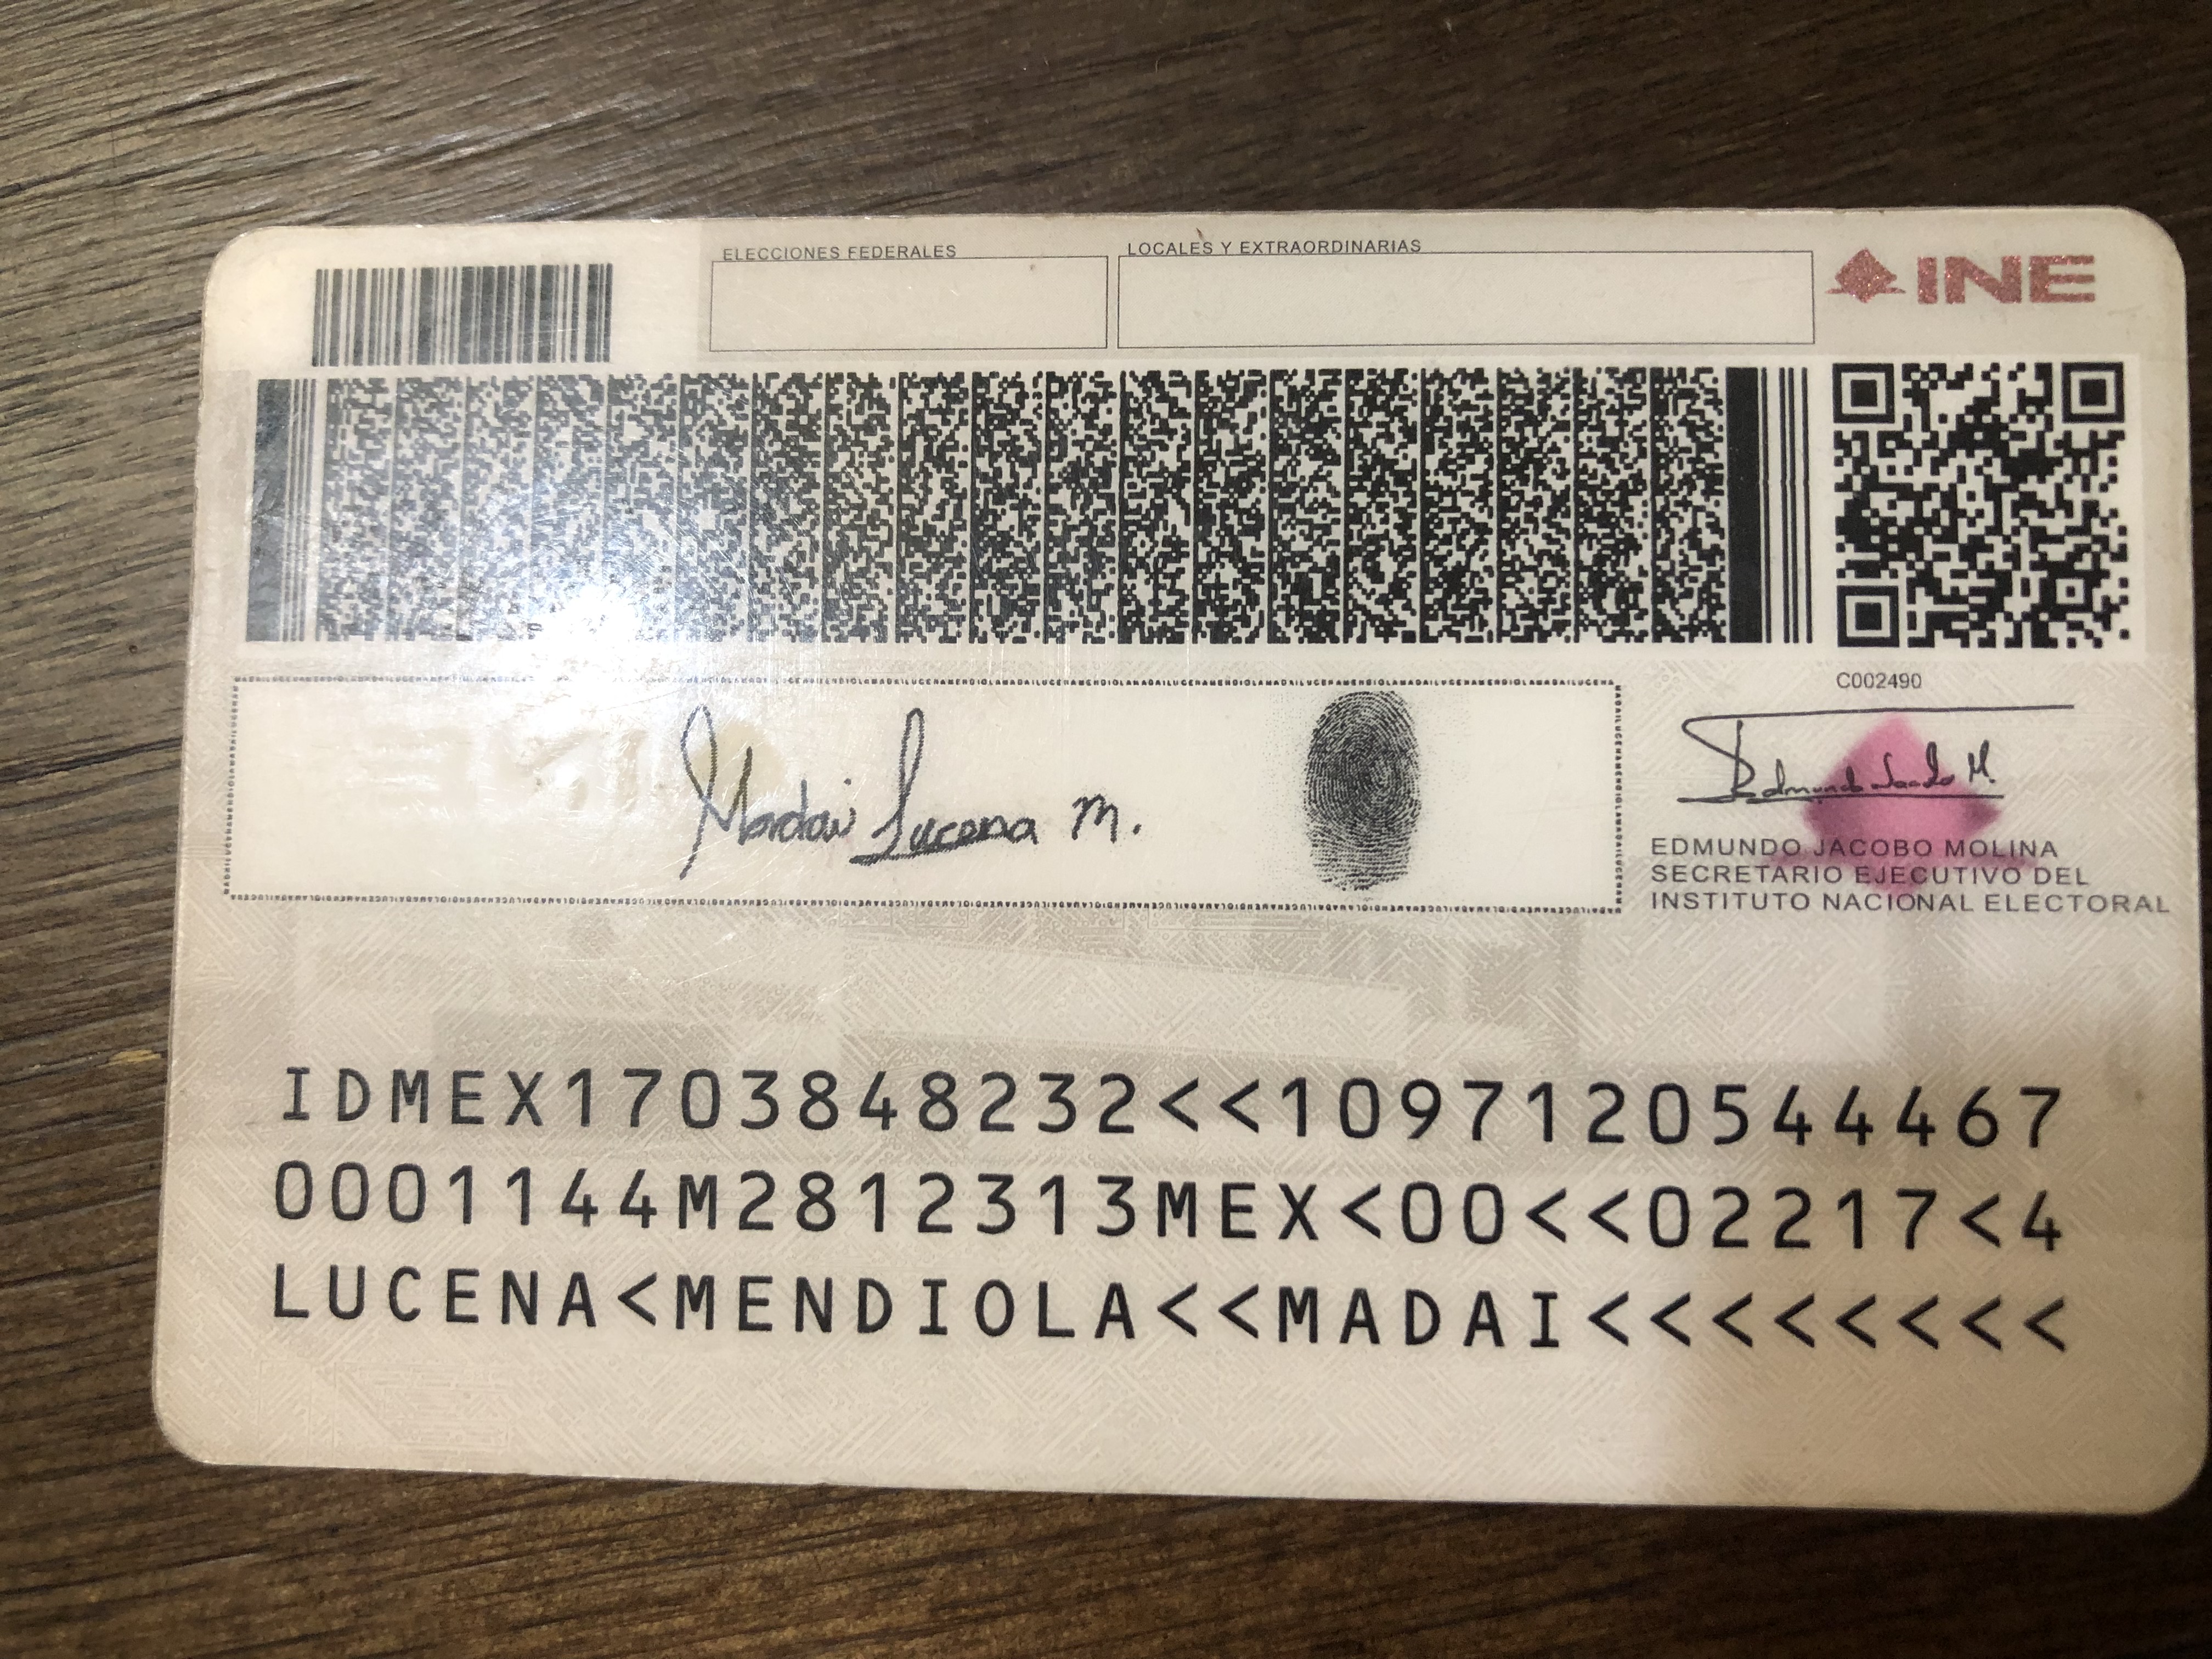 ELECCIONES FEDERALES
LOCALES Y EXTRAORDINARIAS
INE
C002490
Madai Lucena M.
Edmundo Jacobo M.
EDMUNDO JACOBO MOLINA
SECRETARIO EJECUTIVO DEL
INSTITUTO NACIONAL ELECTORAL
IDMEX1703848232<<1097120544467
0001144M2812313MEX<00<<02217<4
LUCENA<MENDIOLA<<MADAI<<<<<<<<